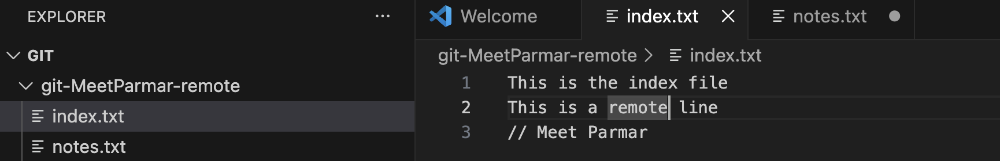 EXPLORER ...
GIT
git-MeetParmar-remote
index.txt
notes.txt
Welcome index.txt notes.txt
git-MeetParmar-remote > index.txt
1 This is the index file
2 This is a remote line
3 // Meet Parmar